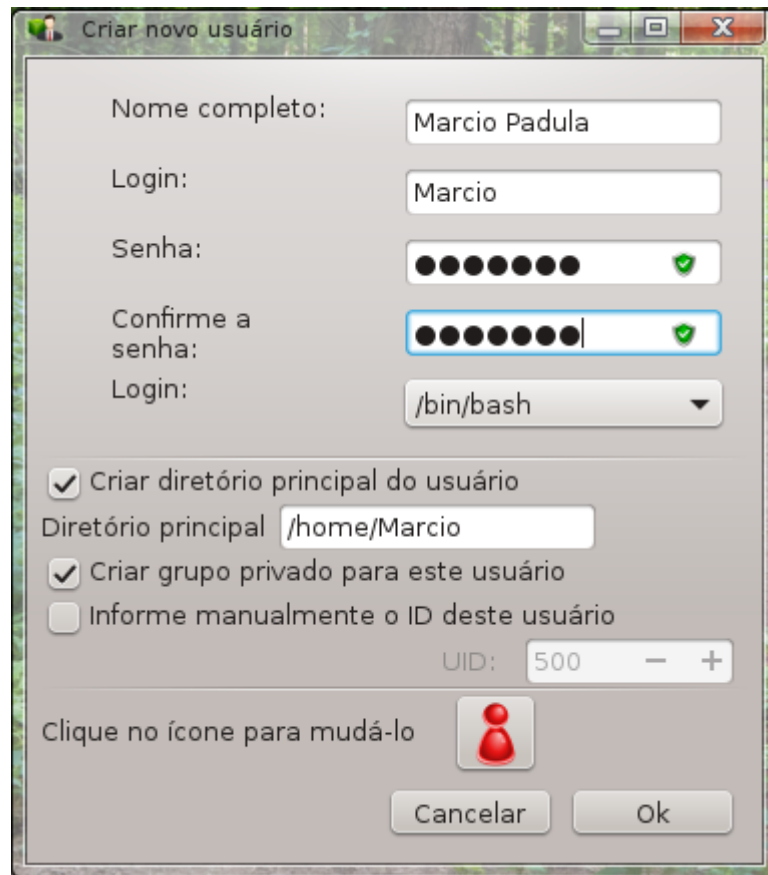 Criar novo usuário
Nome completo: Marcio Padula
Login: Marcio
Senha: ●●●●●●●
Confirme a
senha: ●●●●●●●
Login: /bin/bash
Criar diretório principal do usuário
Diretório principal /home/Marcio
Criar grupo privado para este usuário
Informe manualmente o ID deste usuário
UID: 500 − +
Clique no ícone para mudá-lo
Cancelar Ok